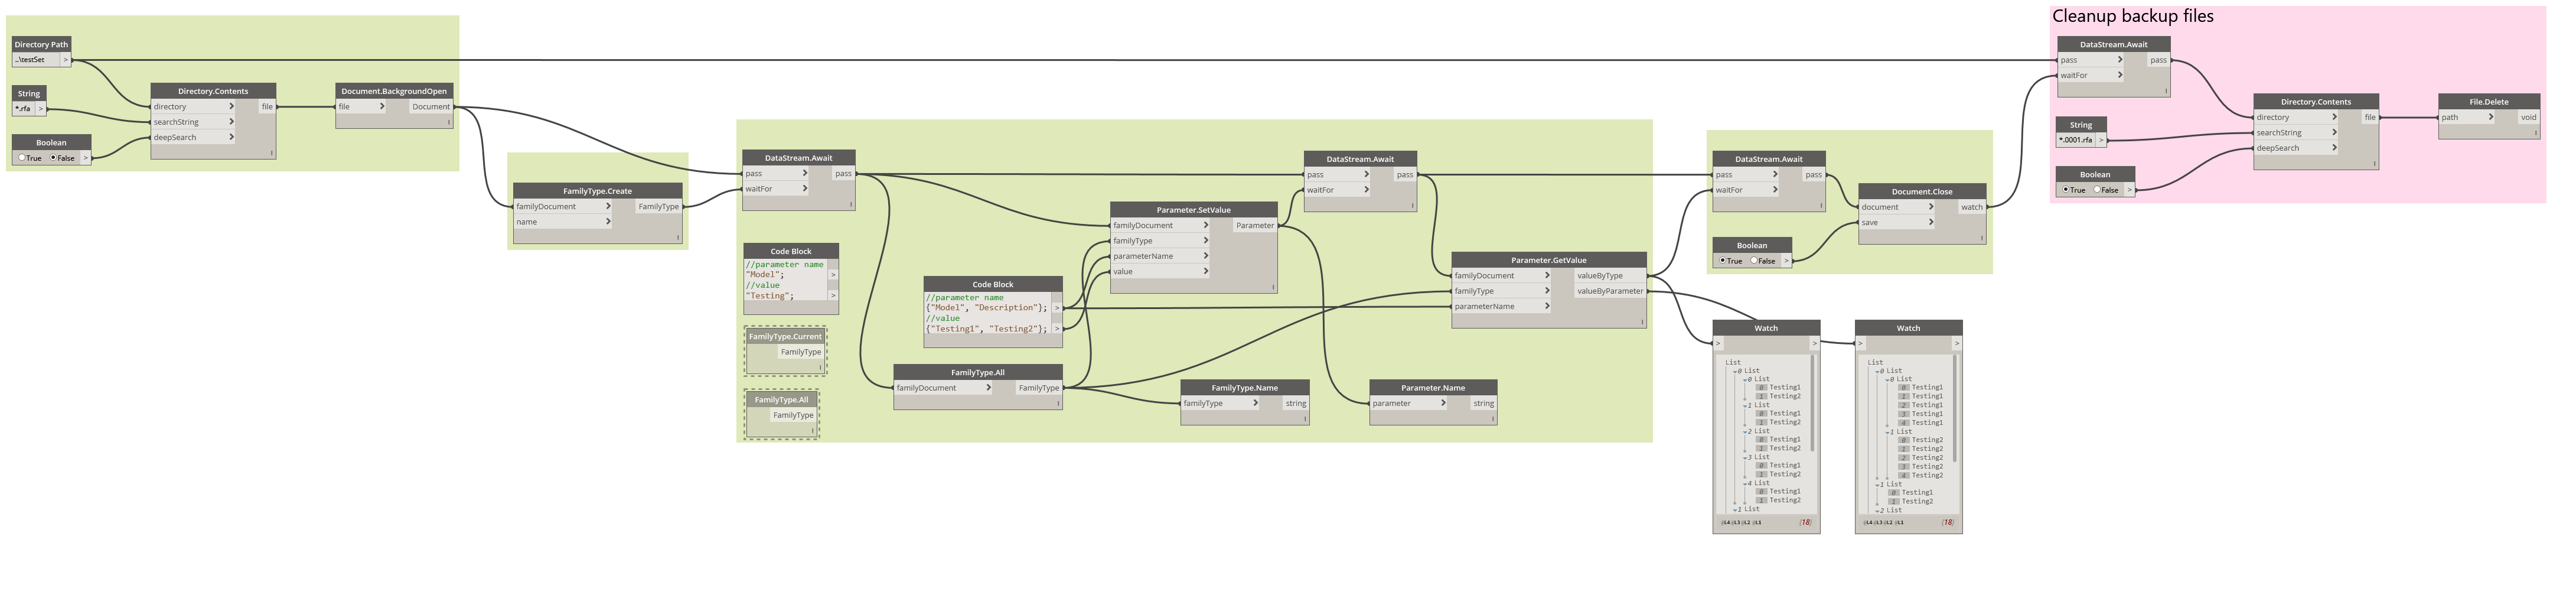 Cleanup backup files
Directory Path
..\testSet >
String
*.rfa >
Boolean
True False >
Directory.Contents
directory > file
searchString >
deepSearch >
Document.BackgroundOpen
file > Document
FamilyType.Create
familyDocument > FamilyType
name >
DataStream.Await
pass > pass
waitFor >
Code Block
//parameter name
"Model"; >
//value
"Testing"; >
FamilyType.Current
FamilyType
FamilyType.All
FamilyType
Code Block
//parameter name
{"Model", "Description"}; >
//value
{"Testing1", "Testing2"}; >
FamilyType.All
familyDocument > FamilyType
Parameter.SetValue
familyDocument > Parameter
familyType >
parameterName >
value >
FamilyType.Name
familyType > string
DataStream.Await
pass > pass
waitFor >
Parameter.Name
parameter > string
Parameter.GetValue
familyDocument > valueByType
familyType > valueByParameter
parameterName >
DataStream.Await
pass > pass
waitFor >
Boolean
True False >
Document.Close
document > watch
save >
Watch
> >
List
0 List
0 List
0 Testing1
1 Testing2
1 List
0 Testing1
1 Testing2
2 List
0 Testing1
1 Testing2
3 List
0 Testing1
1 Testing2
4 List
0 Testing1
1 Testing2
1 List
@L4 @L3 @L2 @L1 {18}
Watch
> >
List
0 List
0 List
0 Testing1
1 Testing1
2 Testing1
3 Testing1
4 Testing1
1 List
0 Testing2
1 Testing2
2 Testing2
3 Testing2
4 Testing2
1 List
0 Testing1
1 Testing2
2 List
@L4 @L3 @L2 @L1 {18}
DataStream.Await
pass > pass
waitFor >
String
*.0001.rfa >
Boolean
True False >
Directory.Contents
directory > file
searchString >
deepSearch >
File.Delete
path > void